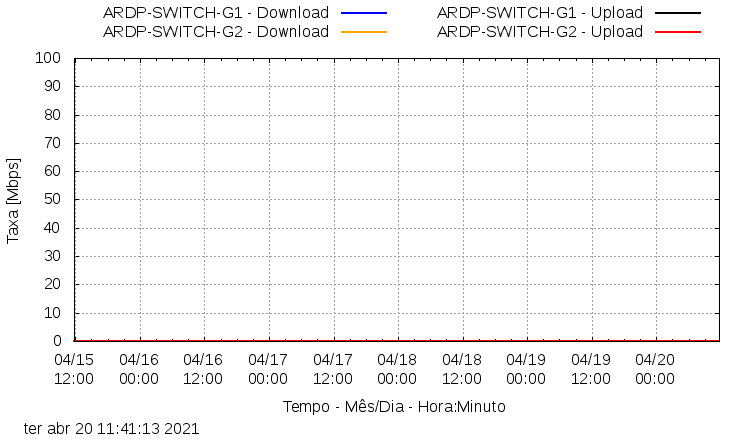 ARDP-SWITCH-G1 - Download
ARDP-SWITCH-G1 - Upload
ARDP-SWITCH-G2 - Download
ARDP-SWITCH-G2 - Upload
100
90
80
70
60
50
40
30
20
10
0
Taxa [Mbps]
04/15 04/16 04/16 04/17 04/17 04/18 04/18 04/19 04/19 04/20
12:00 00:00 12:00 00:00 12:00 00:00 12:00 00:00 12:00 00:00
Tempo - Mês/Dia - Hora:Minuto
ter abr 20 11:41:13 2021